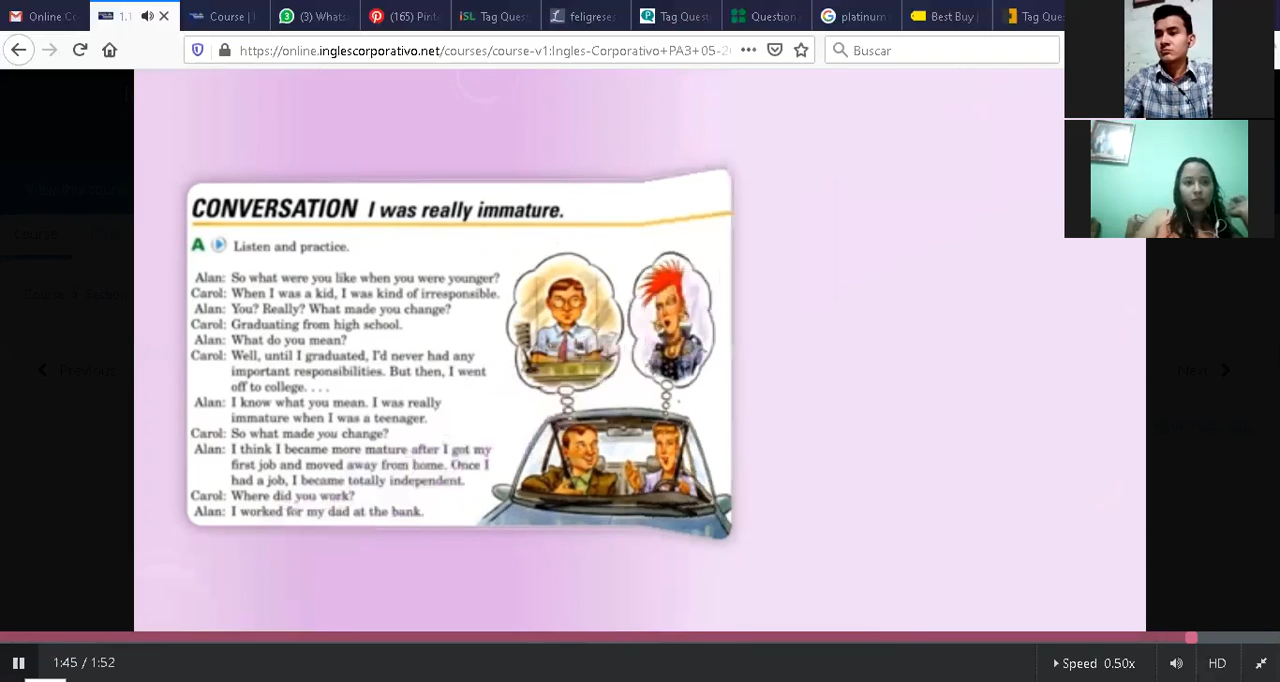 Online C
1.1
Course | T
(3) Whats
(165) Pint
Tag Ques
feligreses
Tag Quest
Question
platinum
Best Buy |
Tag Que
https://online.inglescorporativo.net/courses/course-v1:Ingles-Corporativo+PA3+05-2
Buscar
CONVERSATION I was really immature.
A Listen and practice.
Alan: So what were you like when you were younger?
Carol: When I was a kid, I was kind of irresponsible.
Alan: You? Really? What made you change?
Carol: Graduating from high school.
Alan: What do you mean?
Carol: Well, until I graduated, I'd never had any
important responsibilities. But then, I went
off to college. . . .
Alan: I know what you mean. I was really
immature when I was a teenager.
Carol: So what made you change?
Alan: I think I became more mature after I got my
first job and moved away from home. Once I
had a job, I became totally independent.
Carol: Where did you work?
Alan: I worked for my dad at the bank.
Previous
Next
1:45 / 1:52
Speed 0.50x
HD